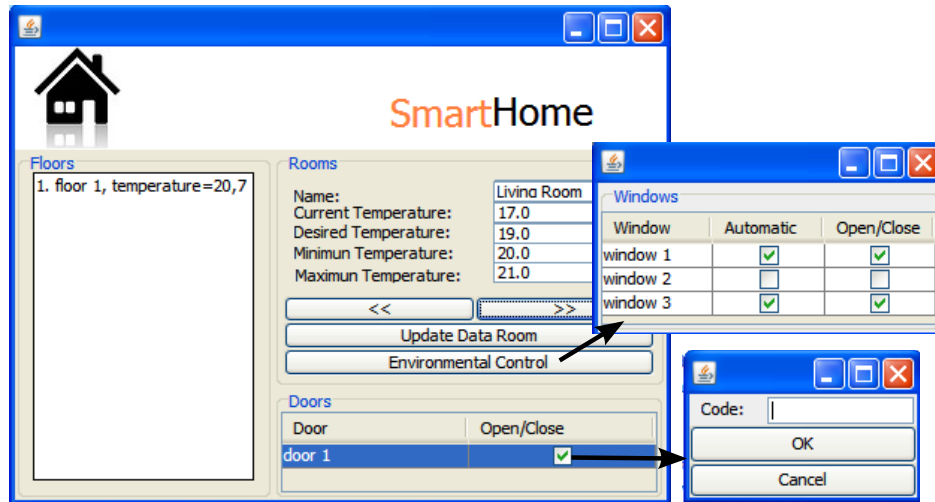 SmartHome
Floors
1. floor 1, temperature=20,7
Rooms
Name: Living Room
Current Temperature: 17.0
Desired Temperature: 19.0
Minimun Temperature: 20.0
Maximun Temperature: 21.0
<< >>
Update Data Room
Environmental Control
Doors
Door Open/Close
door 1
Windows
Window Automatic Open/Close
window 1
window 2
window 3
Code:
OK
Cancel